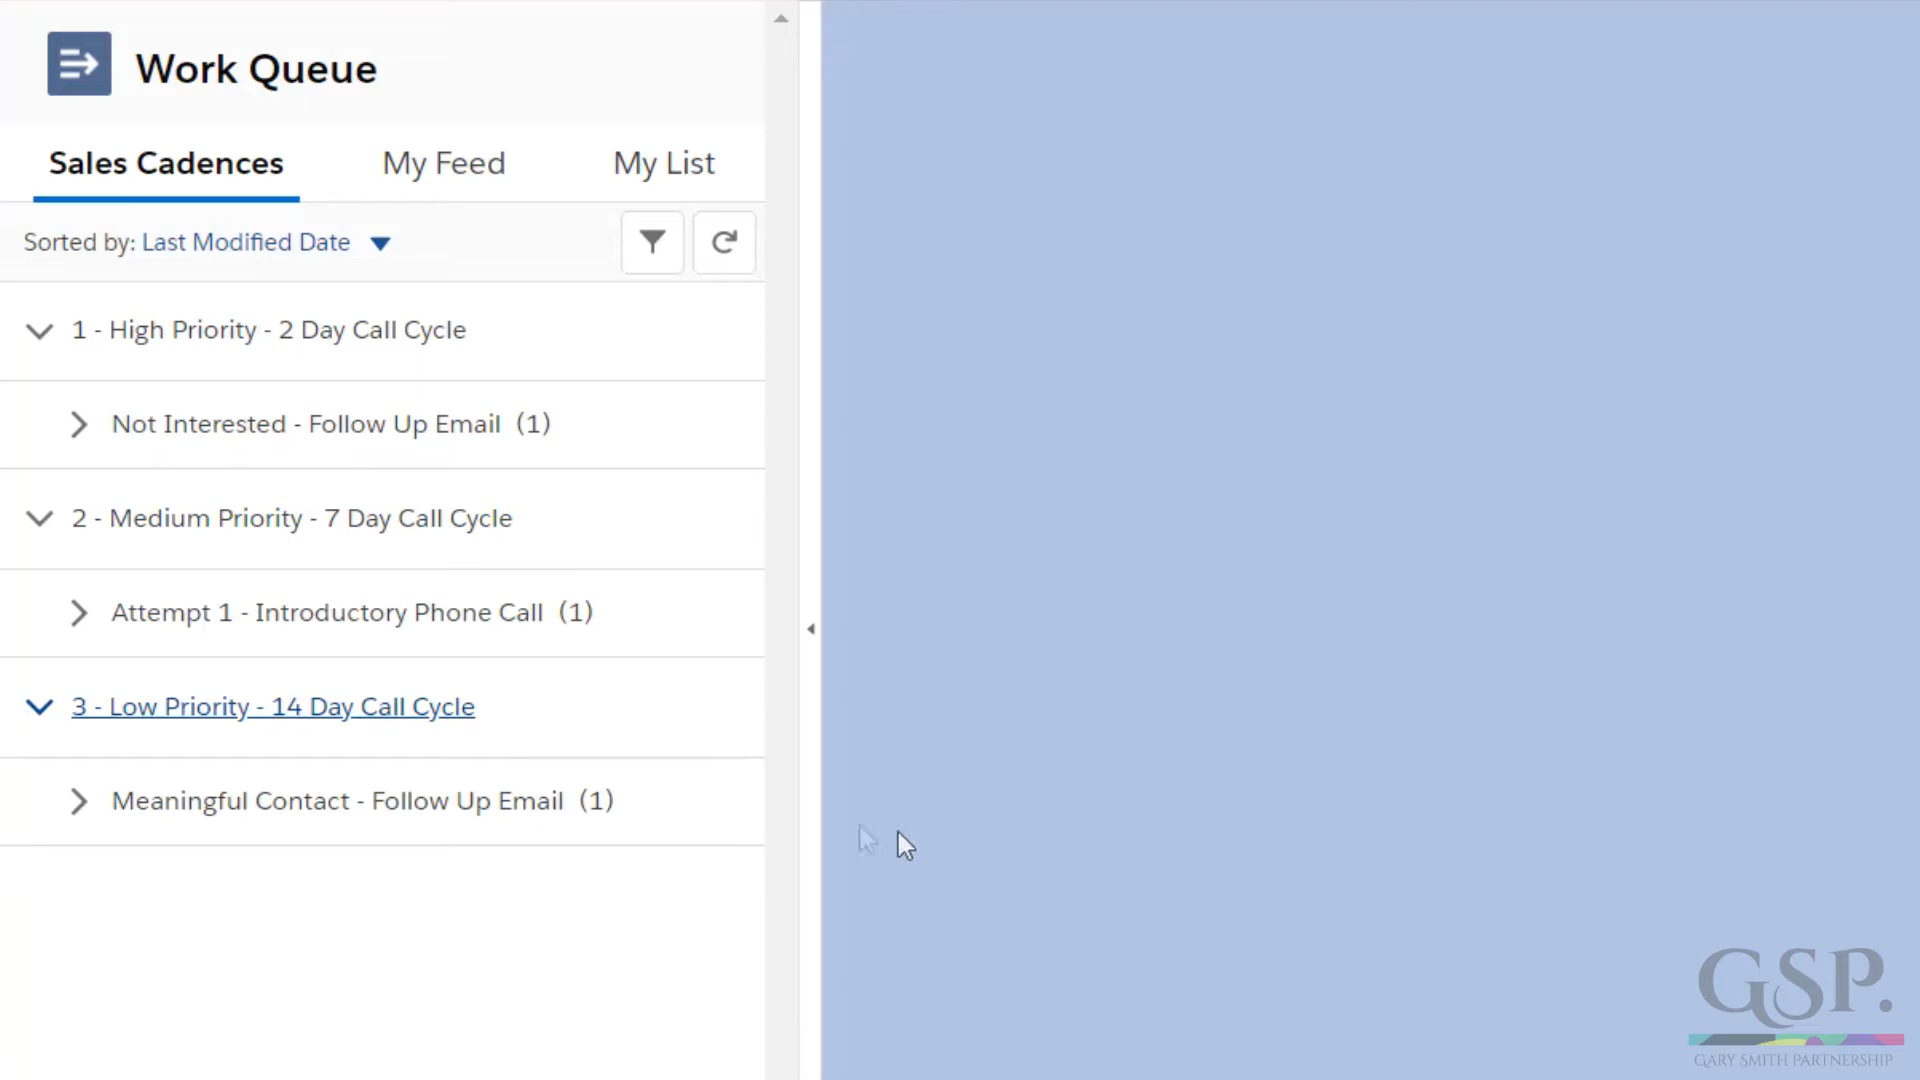 Work Queue
Sales Cadences My Feed My List
Sorted by: Last Modified Date
1 - High Priority - 2 Day Call Cycle
Not Interested - Follow Up Email (1)
2 - Medium Priority - 7 Day Call Cycle
Attempt 1 - Introductory Phone Call (1)
3 - Low Priority - 14 Day Call Cycle
Meaningful Contact - Follow Up Email (1)
GSP.
GARY SMITH PARTNERSHIP